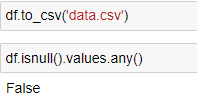 df.to_csv('data.csv')
df.isnull().values.any()
False